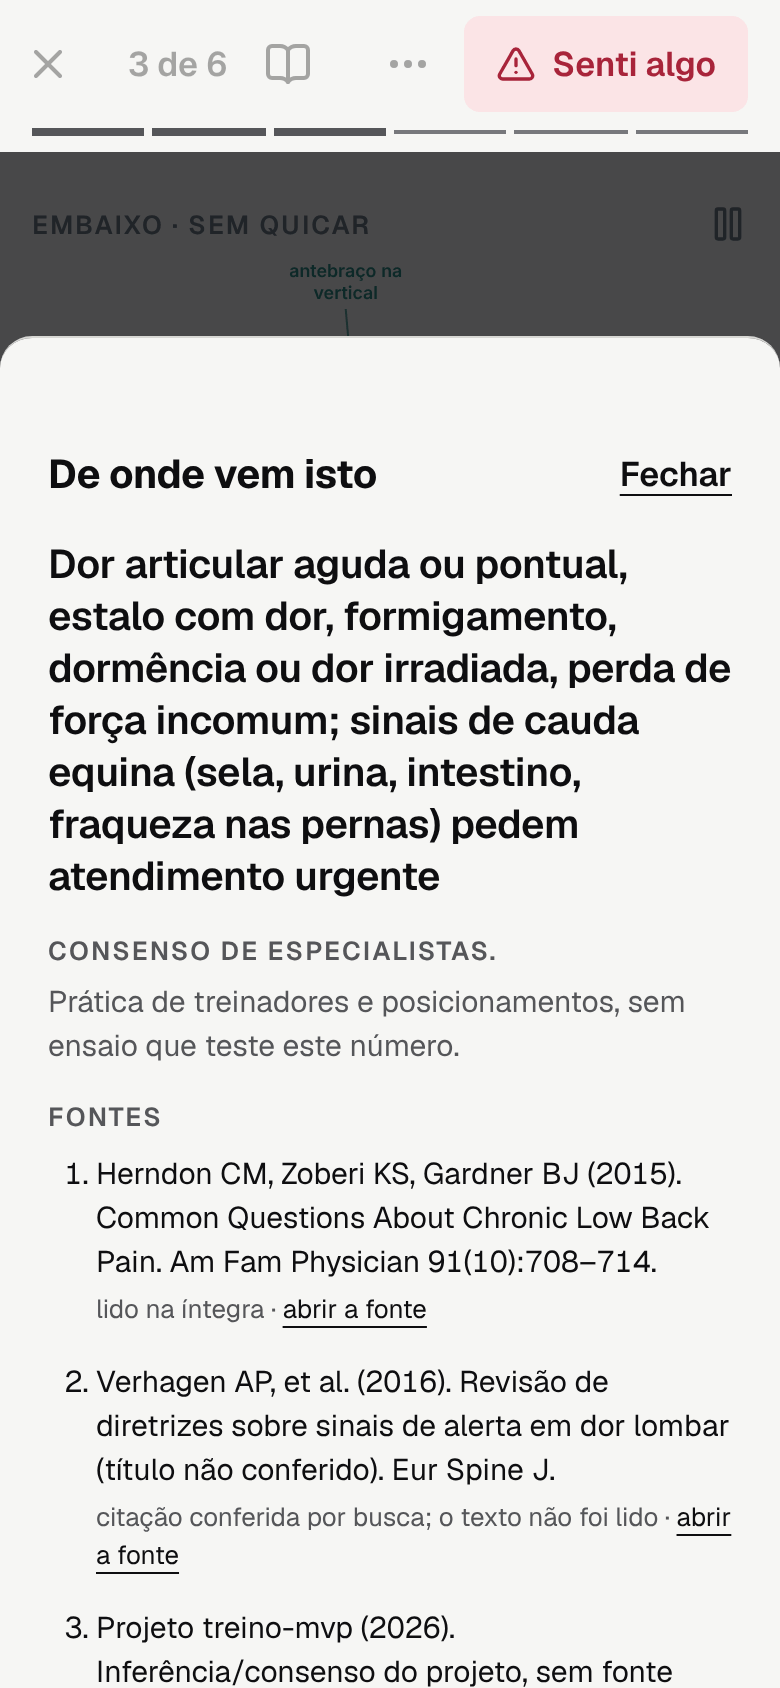 3 de 6
Senti algo
EMBAIXO · SEM QUICAR
antebraço na
vertical
De onde vem isto
Fechar
Dor articular aguda ou pontual,
estalo com dor, formigamento,
dormência ou dor irradiada, perda de
força incomum; sinais de cauda
equina (sela, urina, intestino,
fraqueza nas pernas) pedem
atendimento urgente
CONSENSO DE ESPECIALISTAS.
Prática de treinadores e posicionamentos, sem
ensaio que teste este número.
FONTES
1. Herndon CM, Zoberi KS, Gardner BJ (2015).
Common Questions About Chronic Low Back
Pain. Am Fam Physician 91(10):708–714.
lido na íntegra · abrir a fonte
2. Verhagen AP, et al. (2016). Revisão de
diretrizes sobre sinais de alerta em dor lombar
(título não conferido). Eur Spine J.
citação conferida por busca; o texto não foi lido · abrir
a fonte
3. Projeto treino-mvp (2026).
Inferência/consenso do projeto, sem fonte